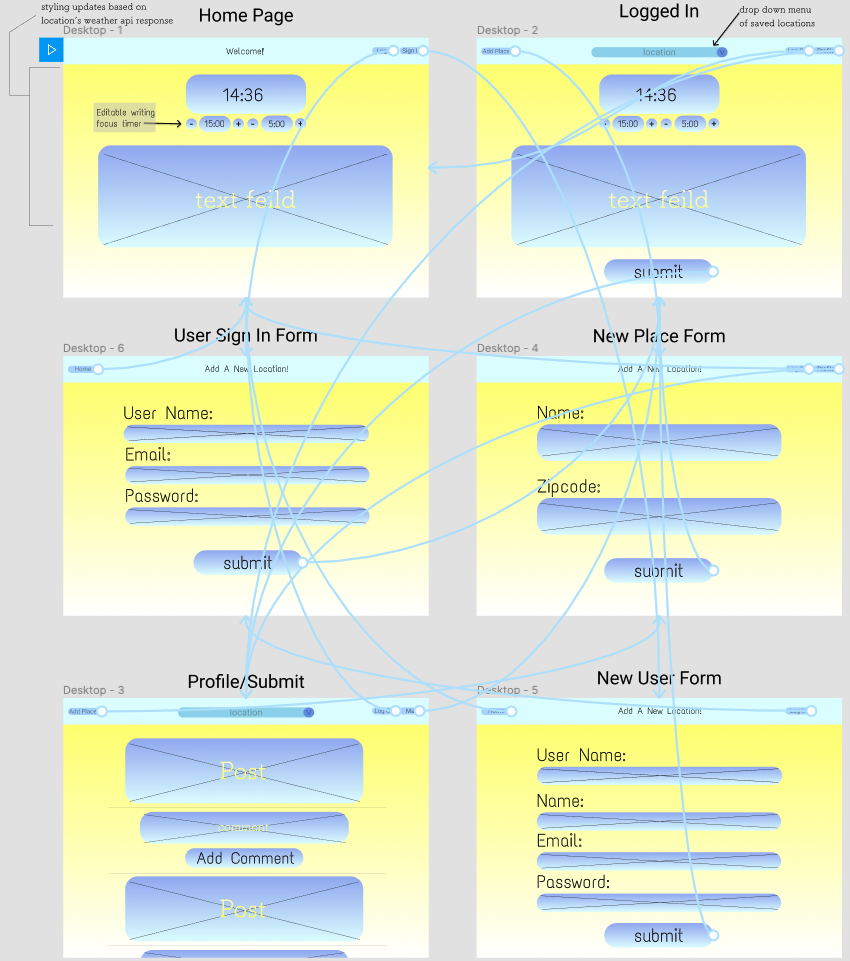 styling updates based on
location's weather api response
Home Page
Logged In
drop down menu
of saved locations
Desktop - 1
Desktop - 2
Welcome!
Sign
Add Place
location
V
14:36
14:36
Editable writing
focus timer
- 15:00 + - 5:00 +
- 15:00 + - 5:00 +
text feild
text feild
submit
User Sign In Form
New Place Form
Desktop - 6
Desktop - 4
Home
Add A New Location!
Add A New Location!
User Name:
Email:
Password:
submit
Name:
Zipcode:
submit
Profile/Submit
New User Form
Desktop - 3
Desktop - 5
Add Place
location
V
Add A New Location!
Post
comment
Add Comment
Post
User Name:
Name:
Email:
Password:
submit